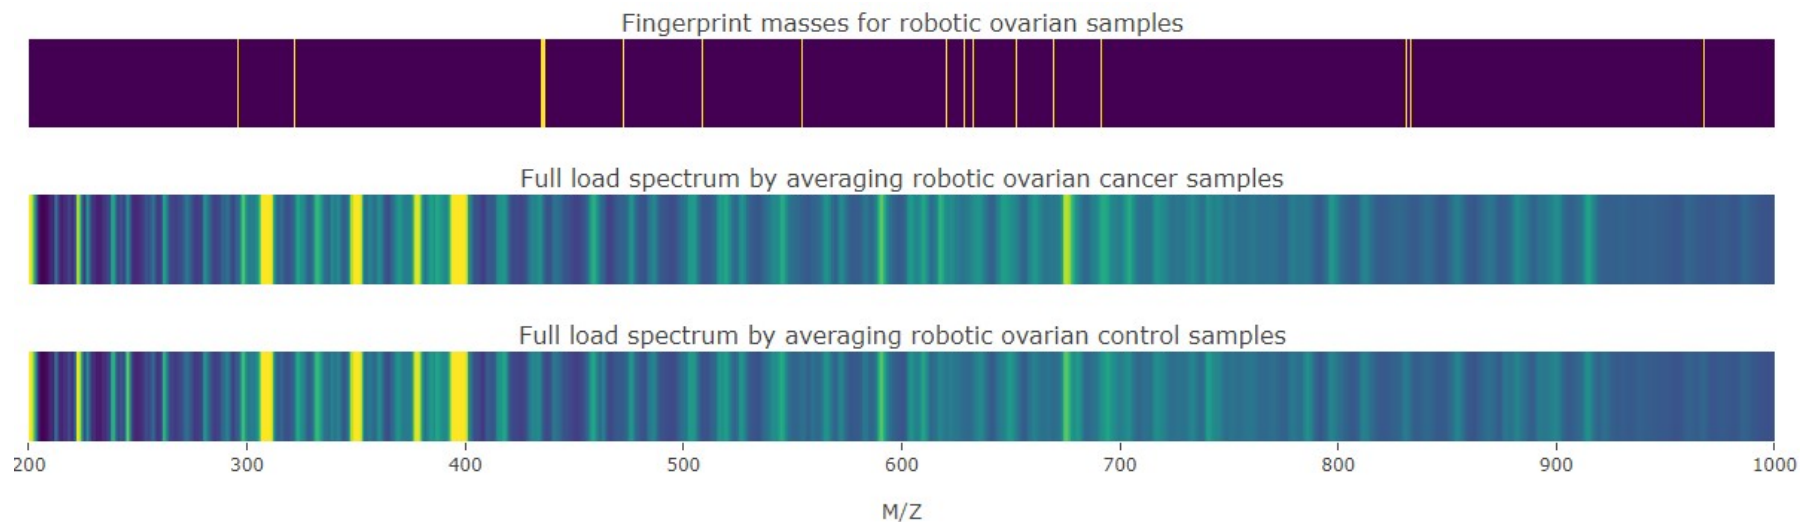 Fingerprint masses for robotic ovarian samples
Full load spectrum by averaging robotic ovarian cancer samples
Full load spectrum by averaging robotic ovarian control samples
200 300 400 500 600 700 800 900 1000
M/Z